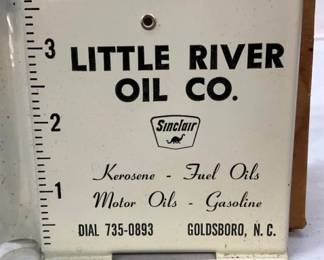 3
LITTLE RIVER
OIL CO.
2
Sinclair
Kerosene - Fuel Oils
1
Motor Oils - Gasoline
DIAL 735-0893 GOLDSBORO, N. C.